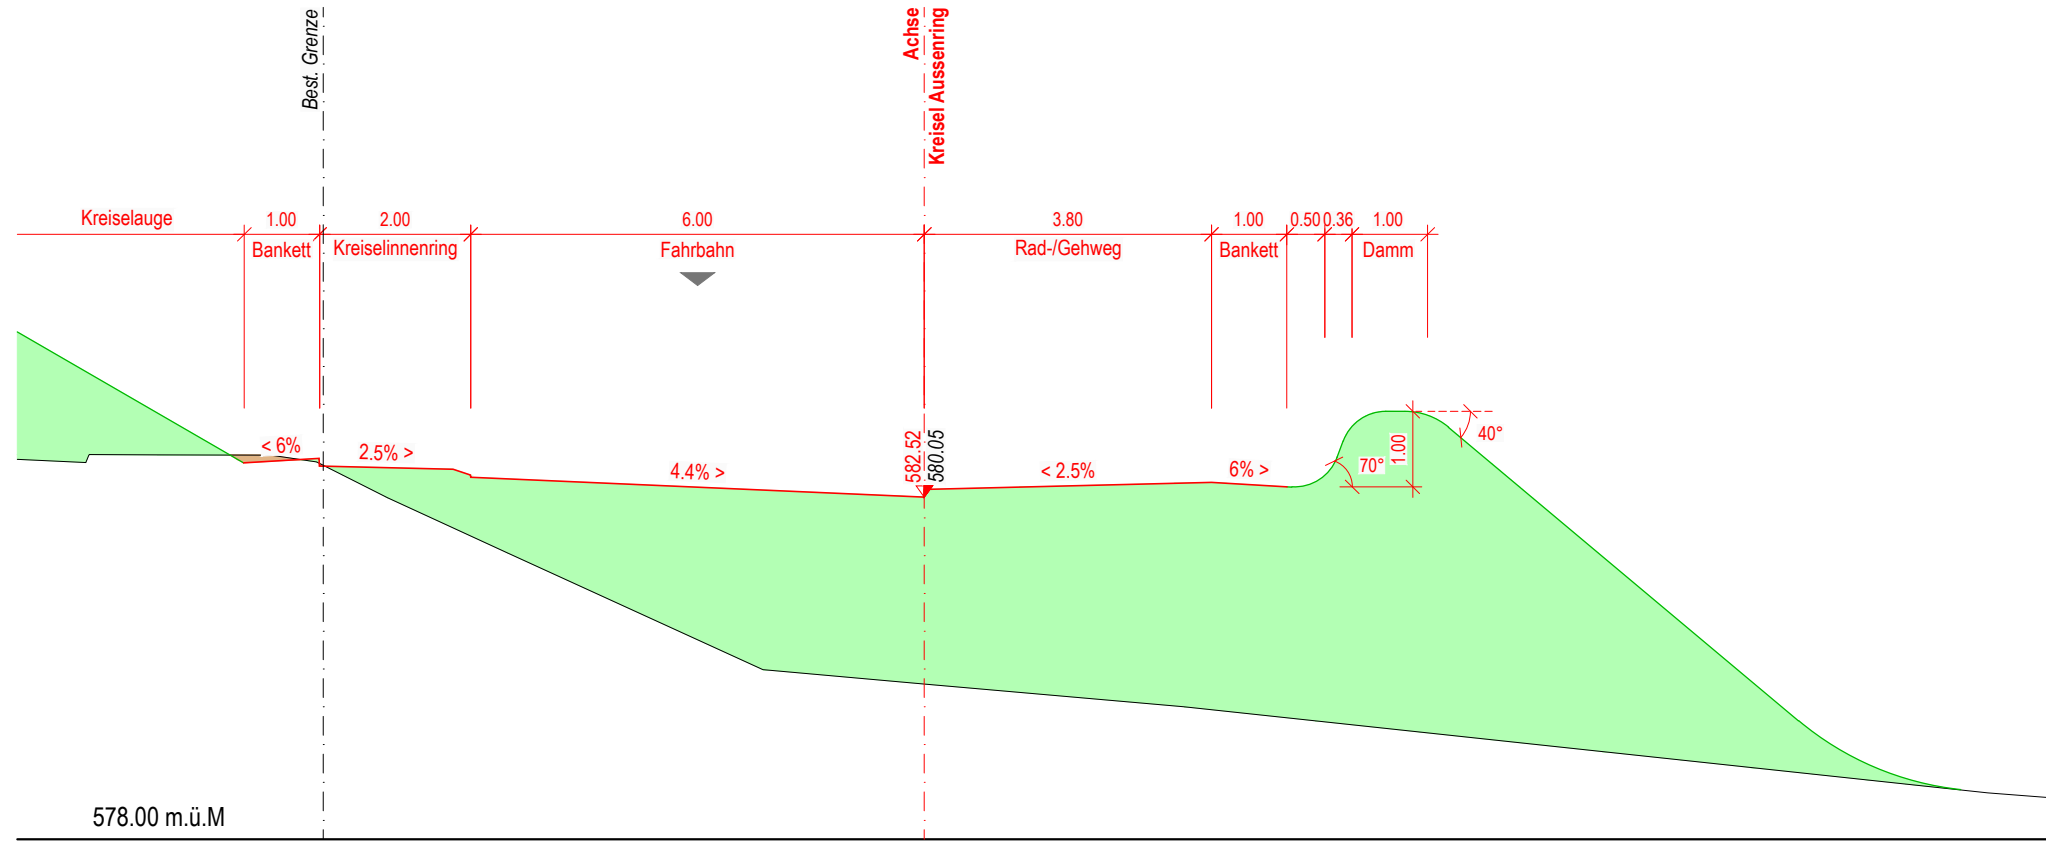 Best. Grenze
Achse
Kreisel Aussenring
Kreiselauge
1.00
2.00
6.00
3.80
1.00
0.50
0.36
1.00
Bankett
Kreiselinnenring
Fahrbahn
Rad-/Gehweg
Bankett
Damm
< 6%
2.5% >
4.4% >
582.52
580.05
< 2.5%
6% >
70°
1.00
40°
578.00 m.ü.M